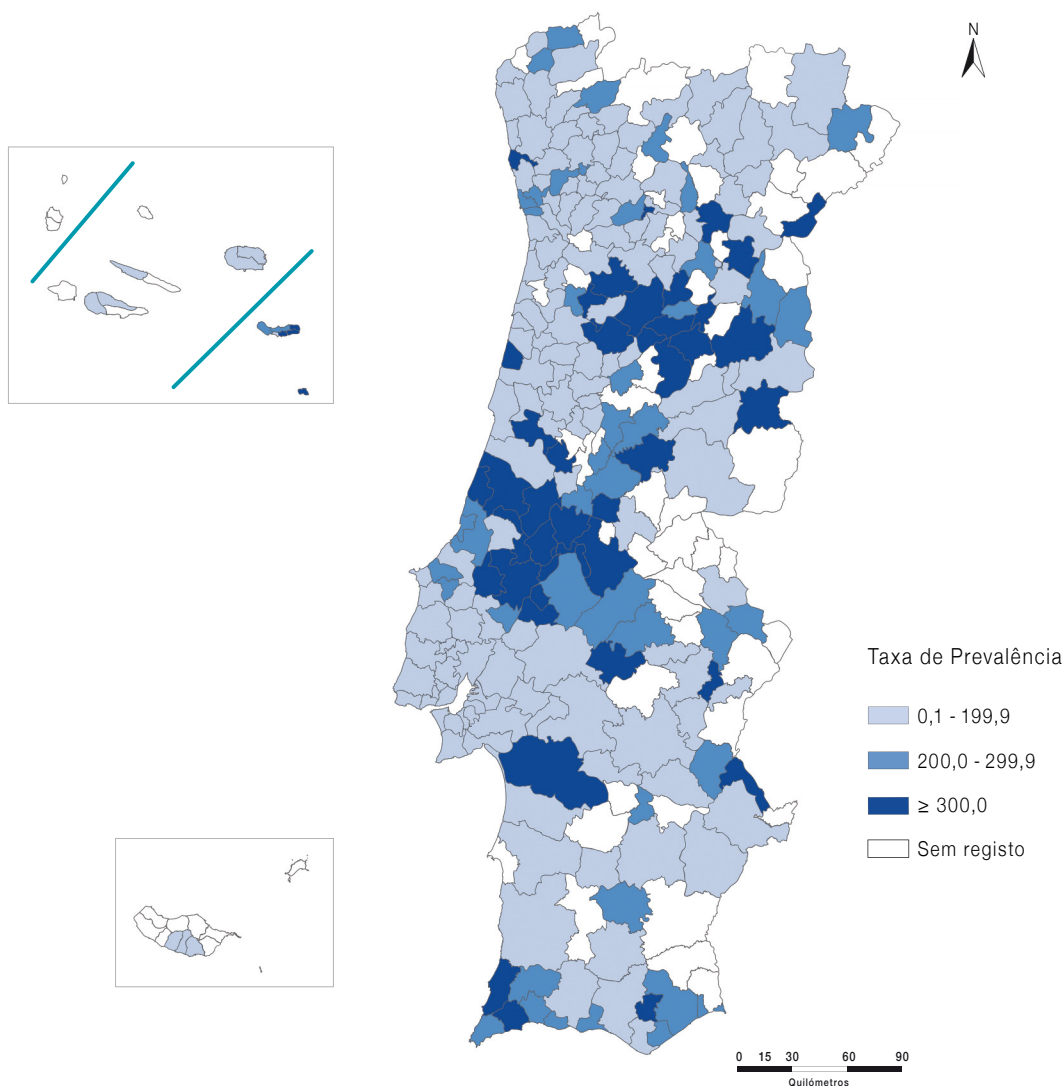 N
Taxa de Prevalência
0,1 - 199,9
200,0 - 299,9
≥ 300,0
Sem registo
0 15 30 60 90
Quilómetros